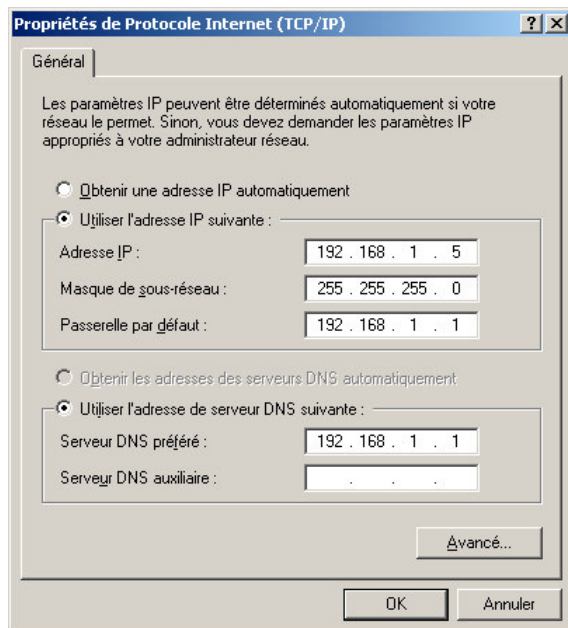 Propriétés de Protocole Internet (TCP/IP)
Général
Les paramètres IP peuvent être déterminés automatiquement si votre
réseau le permet. Sinon, vous devez demander les paramètres IP
appropriés à votre administrateur réseau.
Obtenir une adresse IP automatiquement
Utiliser l'adresse IP suivante :
Adresse IP : 192 . 168 . 1 . 5
Masque de sous-réseau : 255 . 255 . 255 . 0
Passerelle par défaut : 192 . 168 . 1 . 1
Obtenir les adresses des serveurs DNS automatiquement
Utiliser l'adresse de serveur DNS suivante :
Serveur DNS préféré : 192 . 168 . 1 . 1
Serveur DNS auxiliaire : . . .
Avancé...
OK Annuler